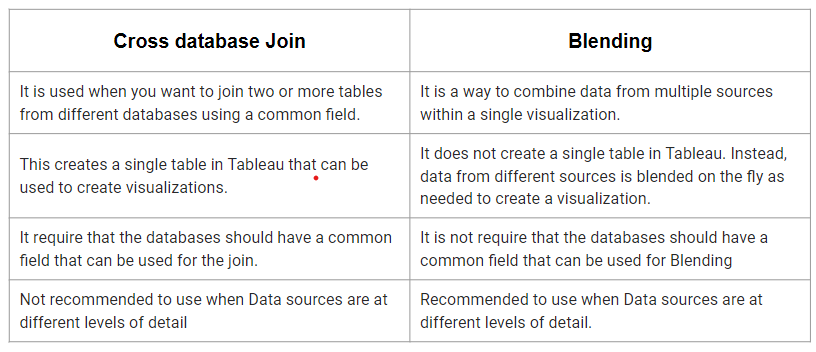 Cross database Join
Blending
It is used when you want to join two or more tables
from different databases using a common field.
It is a way to combine data from multiple sources
within a single visualization.
This creates a single table in Tableau that can be
used to create visualizations.
It does not create a single table in Tableau. Instead,
data from different sources is blended on the fly as
needed to create a visualization.
It require that the databases should have a common
field that can be used for the join.
It is not require that the databases should have a
common field that can be used for Blending
Not recommended to use when Data sources are at
different levels of detail
Recommended to use when Data sources are at
different levels of detail.